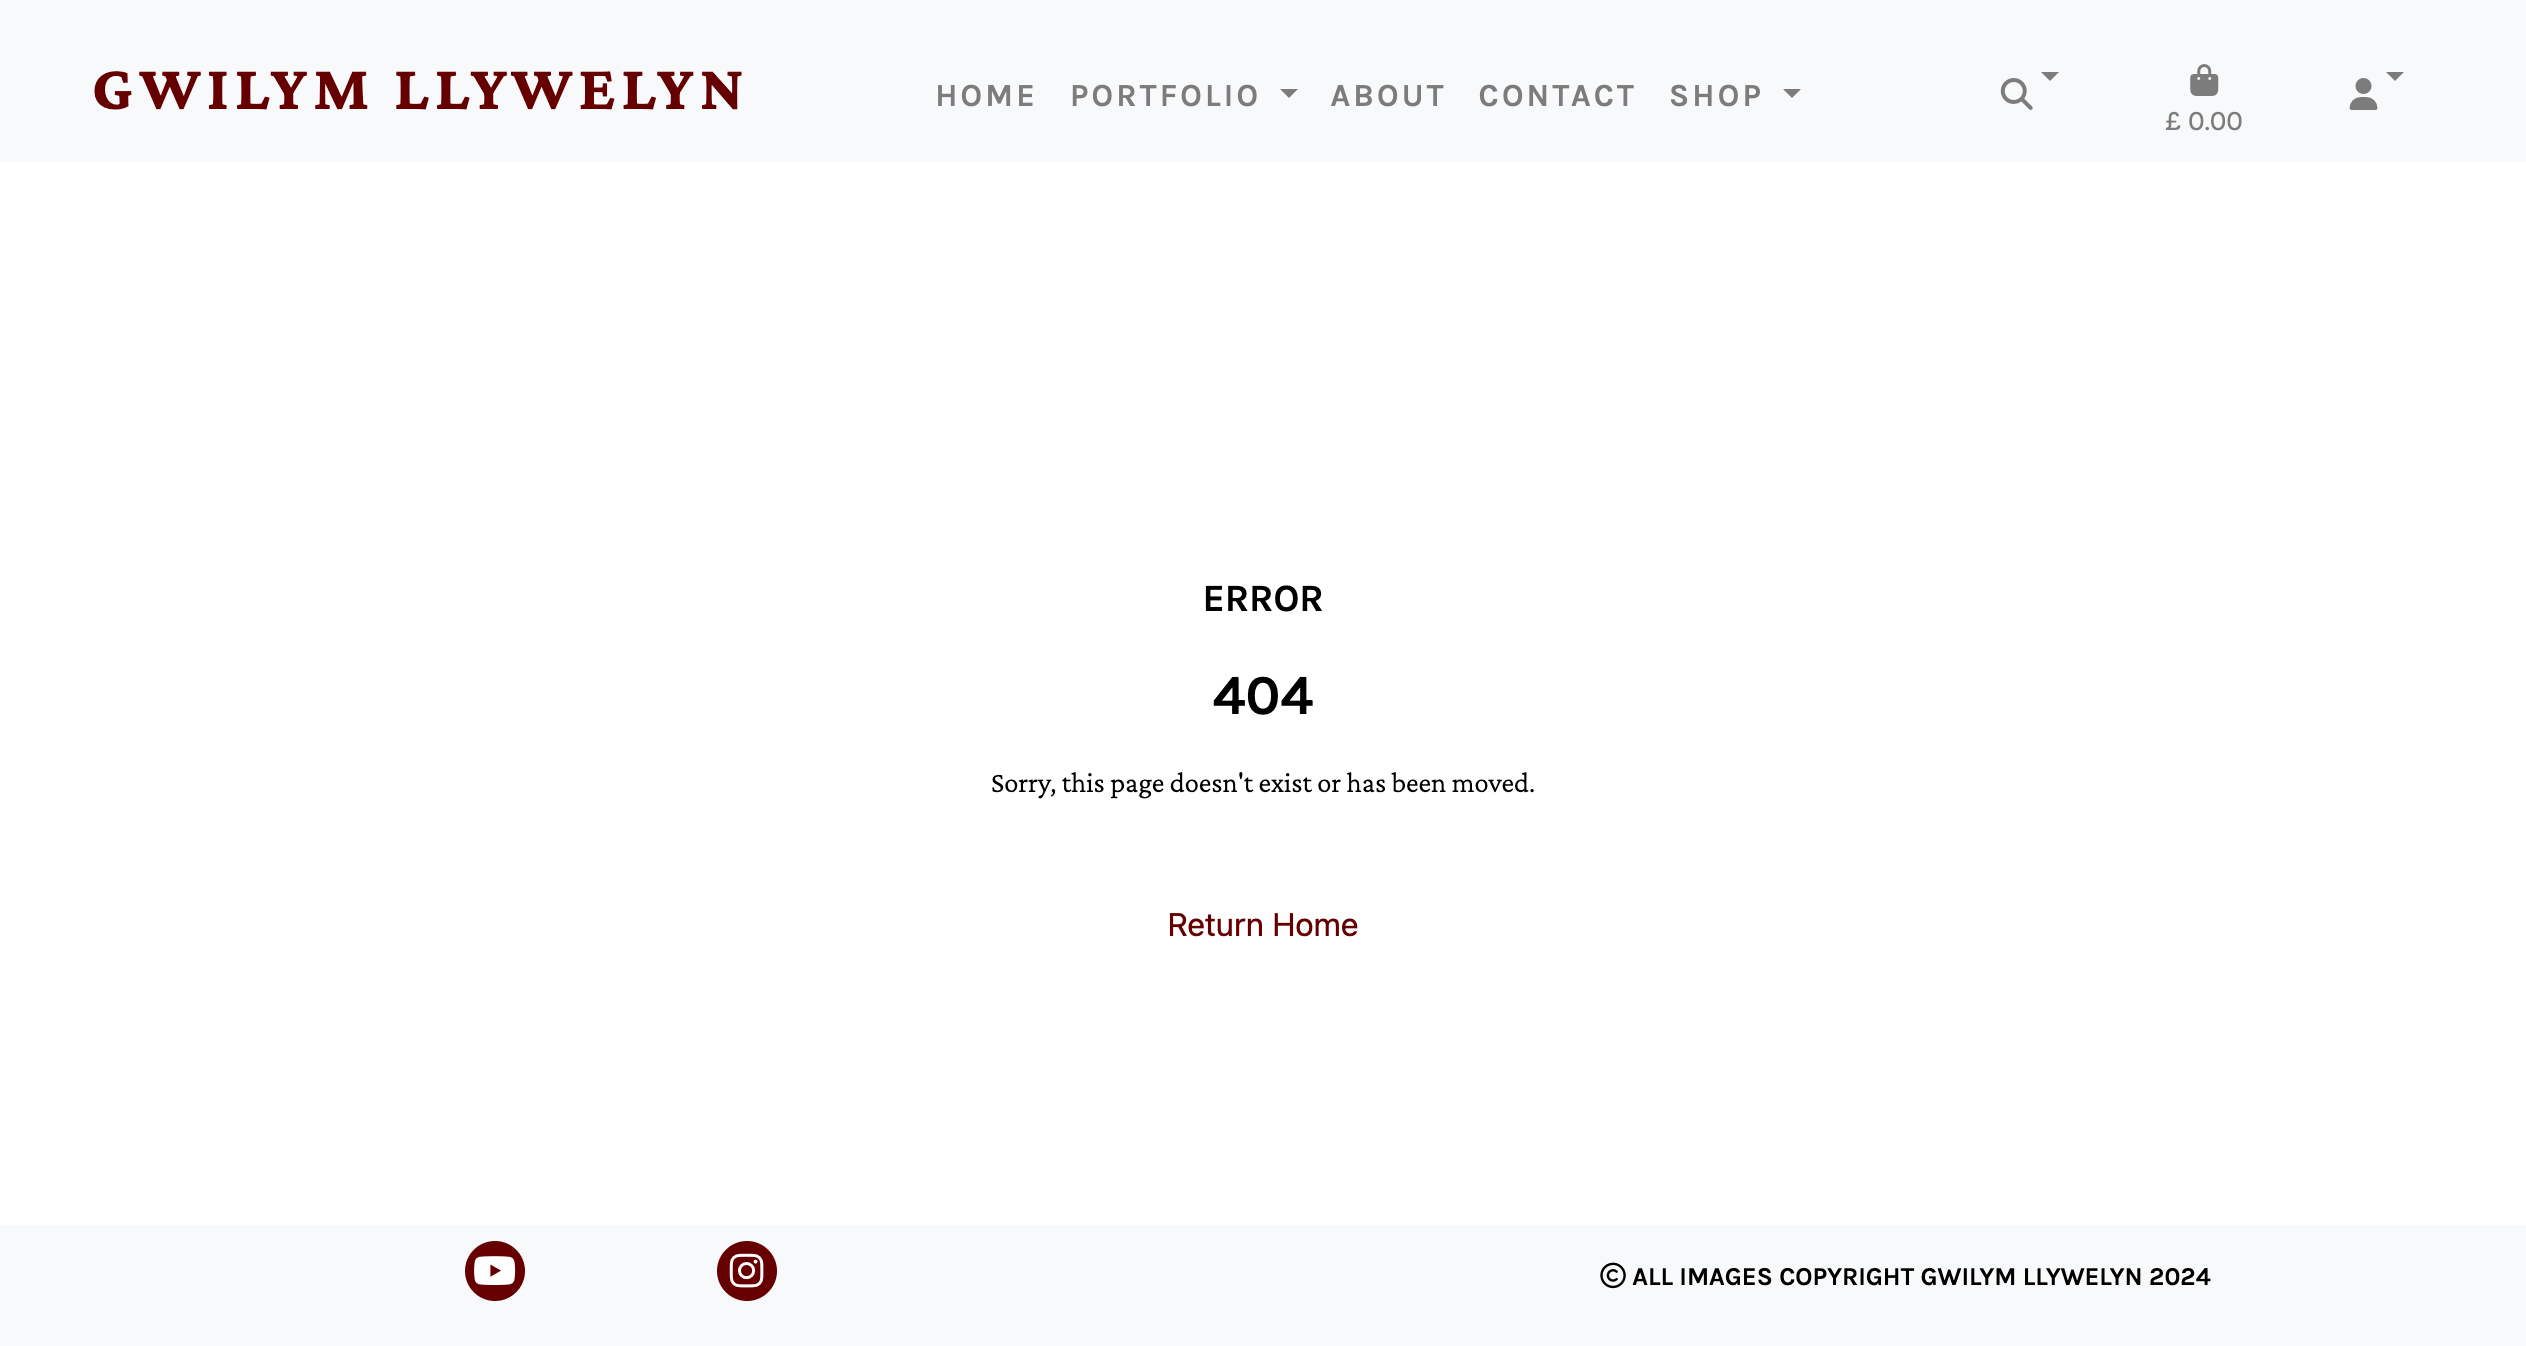 GWILYM LLYWELYN
HOME PORTFOLIO ABOUT CONTACT SHOP
£ 0.00
ERROR
404
Sorry, this page doesn't exist or has been moved.
Return Home
© ALL IMAGES COPYRIGHT GWILYM LLYWELYN 2024